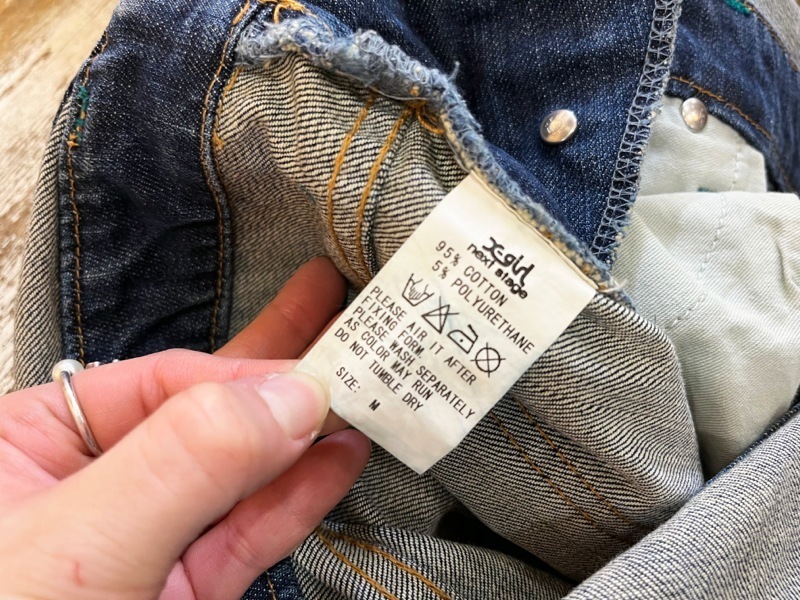 X-girl
next stage
95% COTTON
5% POLYURETHANE
PLEASE AIR IT AFTER
FIXING FORM.
PLEASE WASH SEPARATELY
AS COLOR MAY RUN
DO NOT TUMBLE DRY
SIZE: M